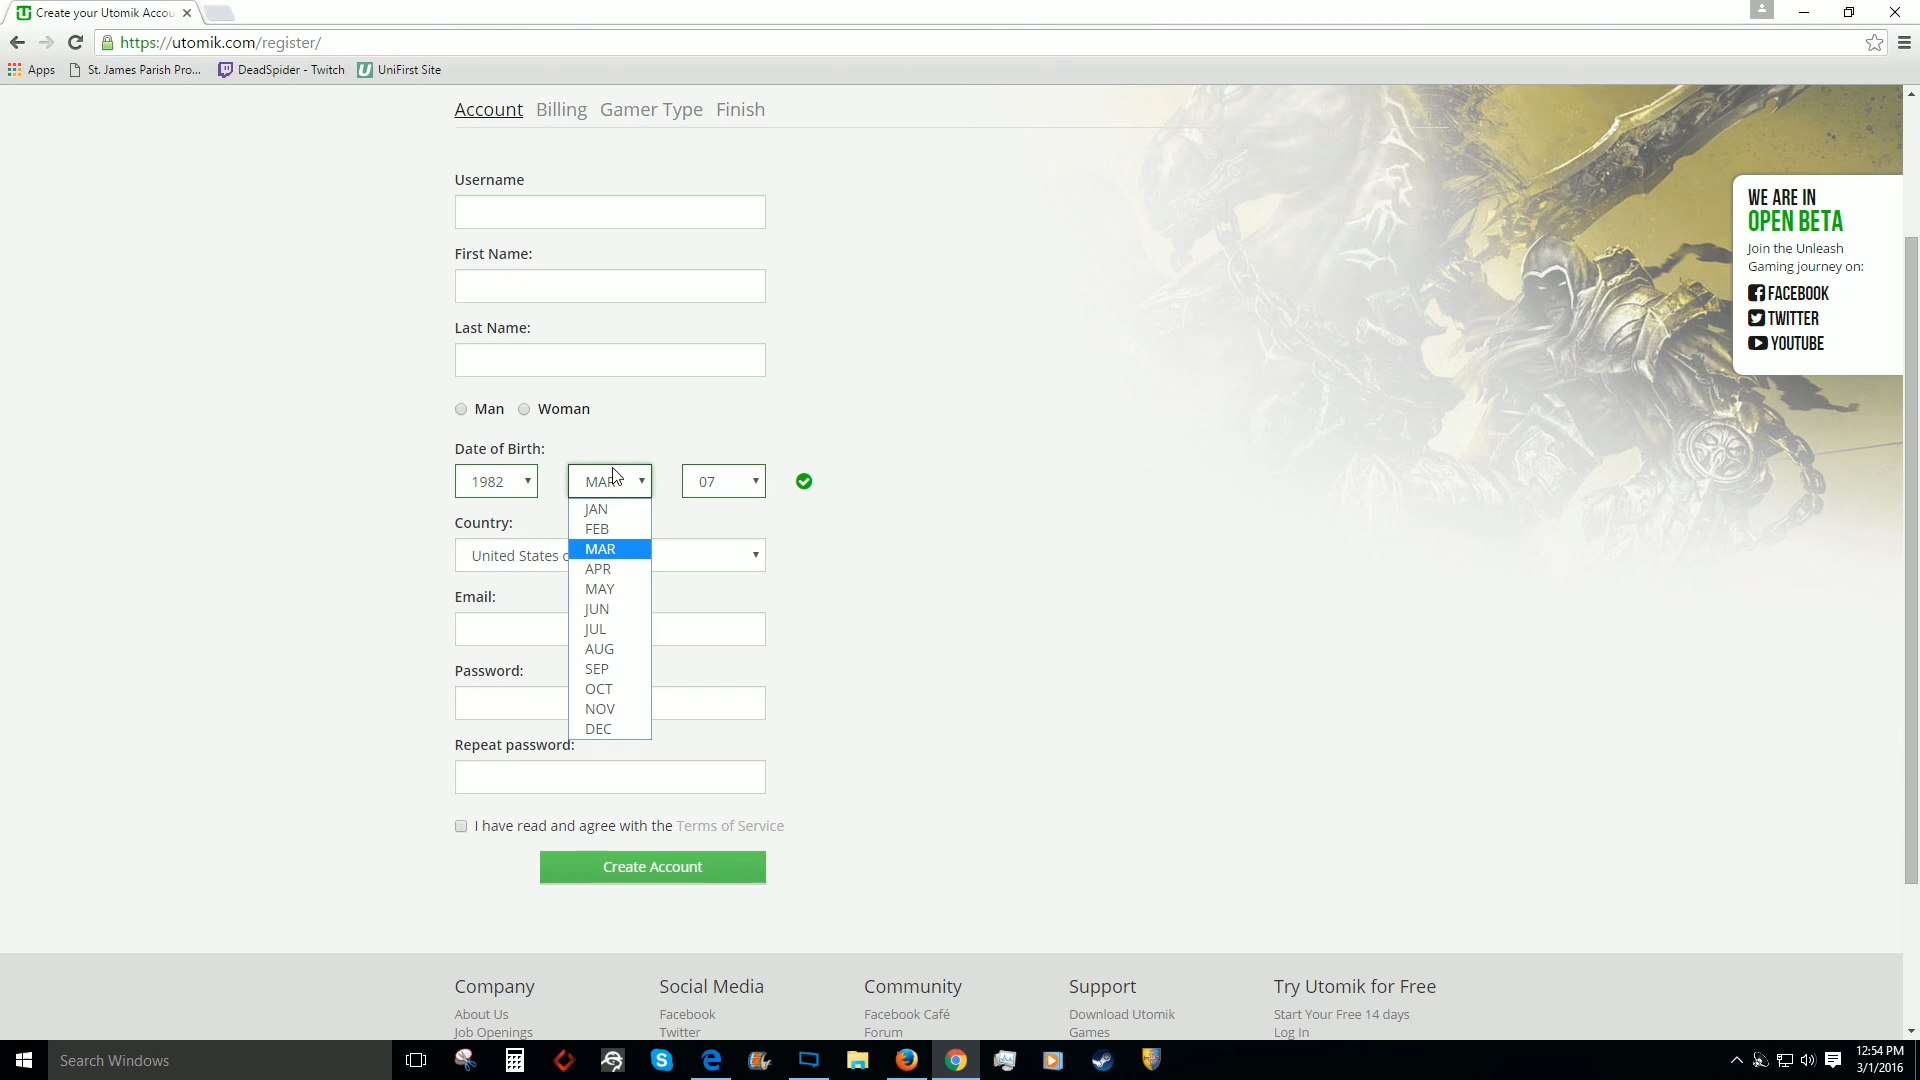 Create your Utomik Accou
https://utomik.com/register/
Apps St. James Parish Pro... DeadSpider - Twitch UniFirst Site
Account Billing Gamer Type Finish
Username
First Name:
Last Name:
Man Woman
Date of Birth:
1982 MAR 07
JAN
FEB
MAR
APR
MAY
JUN
JUL
AUG
SEP
OCT
NOV
DEC
Country:
United States
Email:
Password:
Repeat password:
I have read and agree with the Terms of Service
Create Account
WE ARE IN
OPEN BETA
Join the Unleash
Gaming journey on:
FACEBOOK
TWITTER
YOUTUBE
Company Social Media Community Support Try Utomik for Free
About Us Facebook Facebook Café Download Utomik Start Your Free 14 days
Job Openings Twitter Forum Games Log In
Search Windows
12:54 PM
3/1/2016